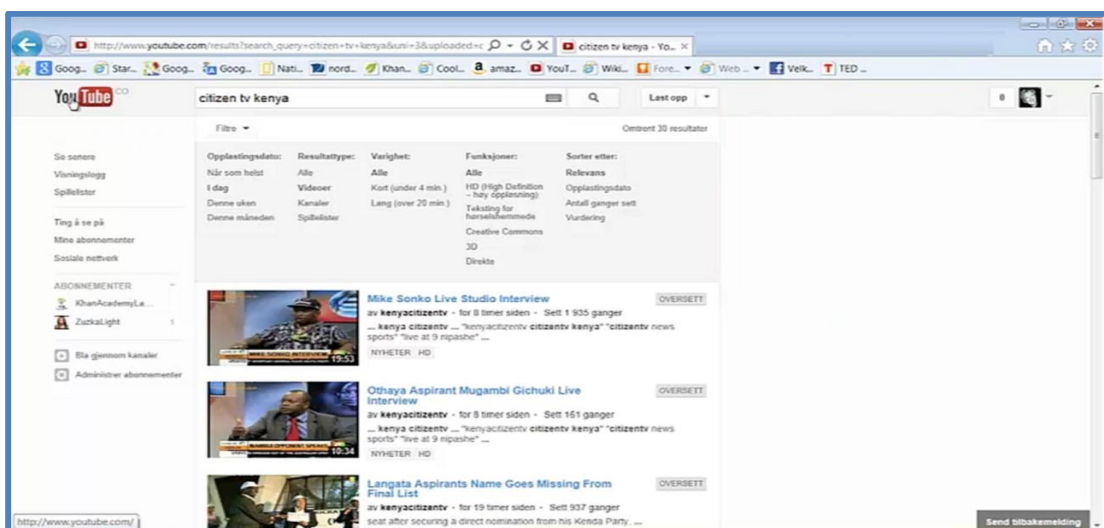 http://www.youtube.com/results?search_query=citizen+tv+kenya&uni=3&uploaded=c
citizen tv kenya - Yo...
Goog... Star... Goog... Goog... Nati... nord... Khan... Cool... amaz... YouT... Wiki... Fore... Web ... Velk... TED ...
YouTube CO
citizen tv kenya
Last opp
0
Filtre
Omtrent 30 resultater
Se senere
Visningslogg
Spillelister
Ting å se på
Mine abonnementer
Sosiale nettverk
ABONNEMENTER
KhanAcademyLa...
ZuzkaLight 1
Bla gjennom kanaler
Administrer abonnementer
Opplastingsdato:
Når som helst
I dag
Denne uken
Denne måneden
Resultattype:
Alle
Videoer
Kanaler
Spillelister
Varighet:
Alle
Kort (under 4 min.)
Lang (over 20 min.)
Funksjoner:
Alle
HD (High Definition
– høy oppløsning)
Teksting for
hørselshemmede
Creative Commons
3D
Direkte
Sorter etter:
Relevans
Opplastingsdato
Antall ganger sett
Vurdering
MIKE SONKO INTERVIEW
19:53
Mike Sonko Live Studio Interview
OVERSETT
av kenyacitizentv - for 8 timer siden - Sett 1 935 ganger
... kenya citizentv ... "kenyacitizentv citizentv kenya" "citizentv news
sports" "live at 9 nipashe" ...
NYHETER HD
OPPONENT SPEAKS
10:34
Othaya Aspirant Mugambi Gichuki Live
Interview
OVERSETT
av kenyacitizentv - for 8 timer siden - Sett 161 ganger
... kenya citizentv ... "kenyacitizentv citizentv kenya" "citizentv news
sports" "live at 9 nipashe" ...
NYHETER HD
Langata Aspirants Name Goes Missing From
Final List
OVERSETT
av kenyacitizentv - for 19 timer siden - Sett 937 ganger
seat after securing a direct nomination from his Kenda Party. ...
http://www.youtube.com/
Send tilbakemelding